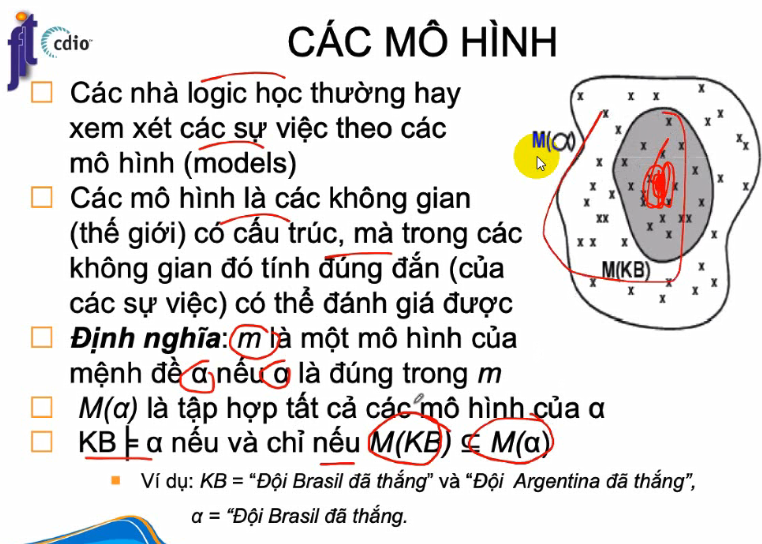 jit
cdio™
CÁC MÔ HÌNH
Các nhà logic học thường hay
xem xét các sự việc theo các
mô hình (models)
Các mô hình là các không gian
(thế giới) có cấu trúc, mà trong các
không gian đó tính đúng đắn (của
các sự việc) có thể đánh giá được
Định nghĩa: m là một mô hình của
mệnh đề α nếu α là đúng trong m
M(α) là tập hợp tất cả các mô hình của α
KB ╞ α nếu và chỉ nếu M(KB) ⊆ M(α)
Ví dụ: KB = “Đội Brasil đã thắng” và “Đội Argentina đã thắng”,
α = “Đội Brasil đã thắng.
M(α)
M(KB)